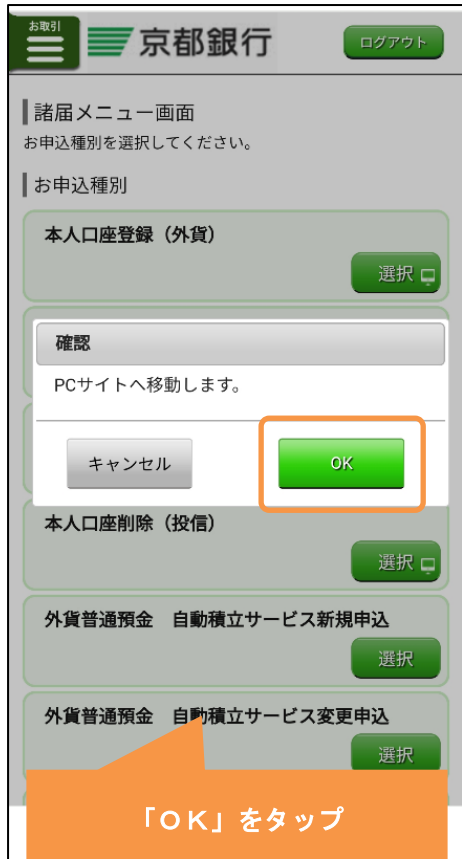 お取引
京都銀行
ログアウト
諸届メニュー画面
お申込種別を選択してください。
お申込種別
本人口座登録（外貨）
選択
確認
PCサイトへ移動します。
キャンセル
OK
本人口座削除（投信）
選択
外貨普通預金　自動積立サービス新規申込
選択
外貨普通預金　自動積立サービス変更申込
選択
「ＯＫ」をタップ